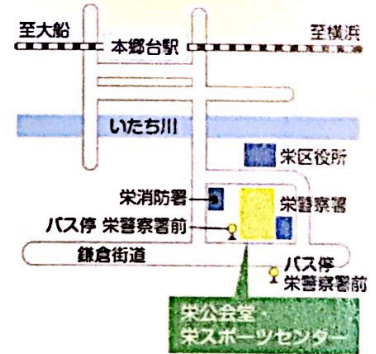 至大船
本郷台駅
至横浜
いたち川
栄区役所
栄消防署
栄警察署
バス停 栄警察署前
鎌倉街道
バス停
栄警察署前
栄公会堂・
栄スポーツセンター